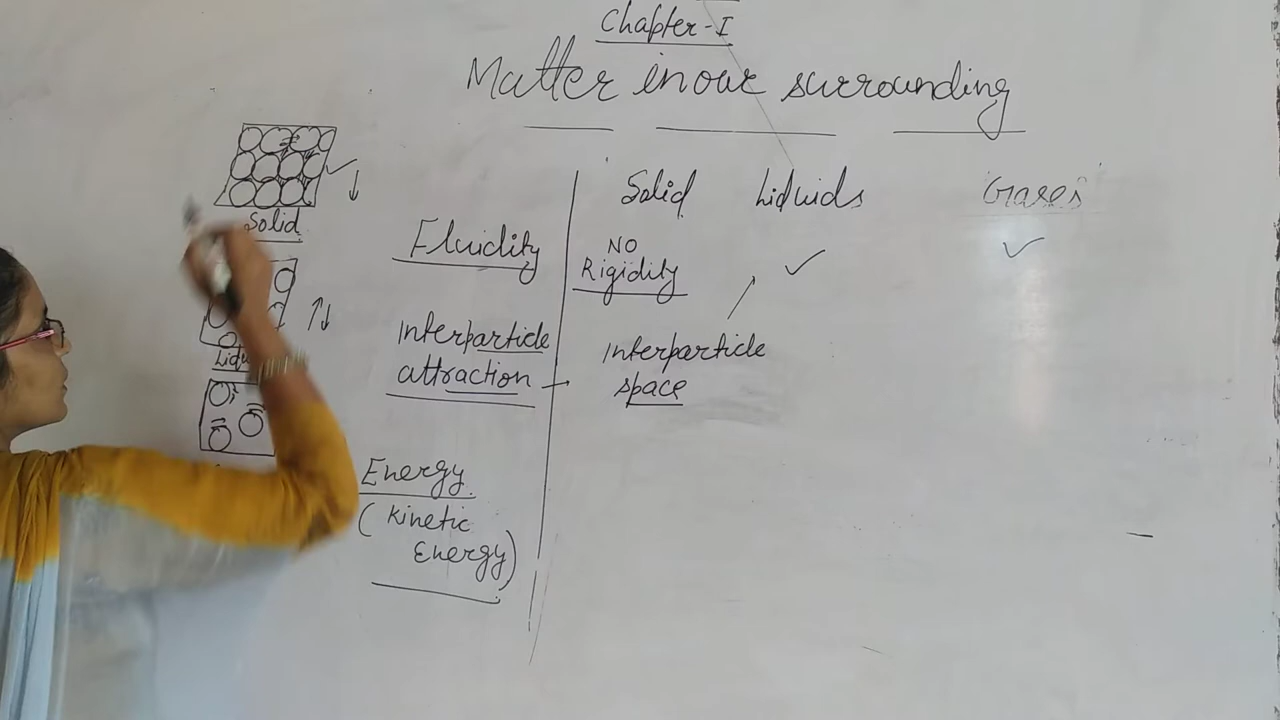 Chapter-I
Matter in our surrounding
Solid Liquids Gases
Solid
Fluidity
NO
Rigidity
Interparticle
attraction
Interparticle
space
Energy
(Kinetic
Energy)